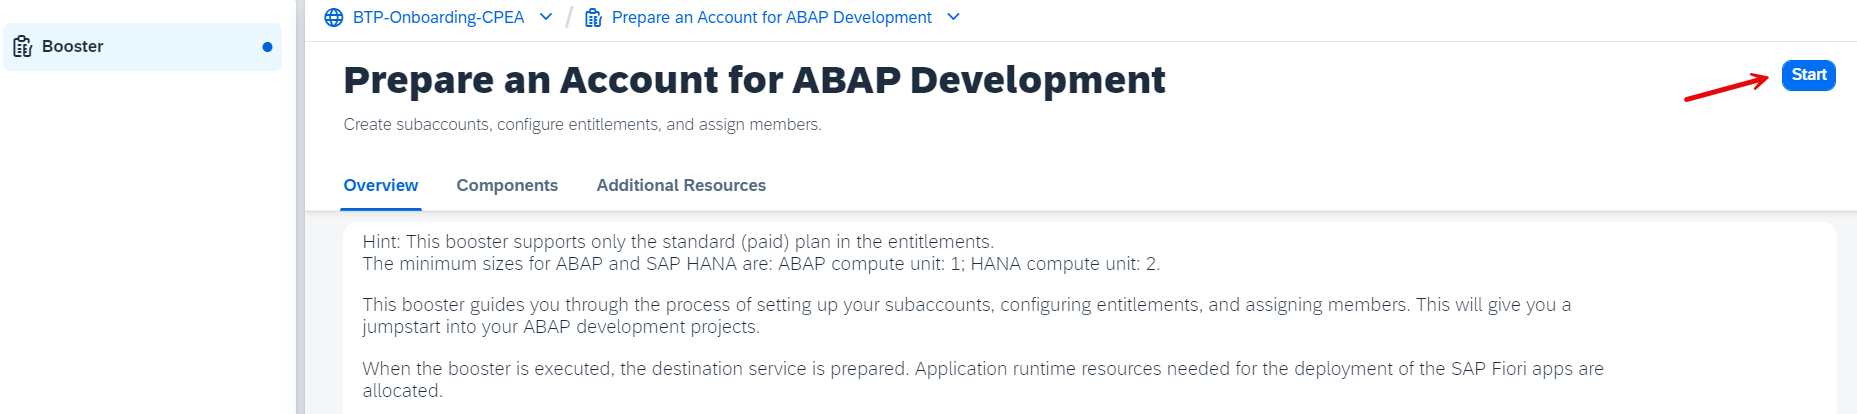 Booster
BTP-Onboarding-CPEA / Prepare an Account for ABAP Development
Prepare an Account for ABAP Development
Start
Create subaccounts, configure entitlements, and assign members.
Overview Components Additional Resources
Hint: This booster supports only the standard (paid) plan in the entitlements.
The minimum sizes for ABAP and SAP HANA are: ABAP compute unit: 1; HANA compute unit: 2.
This booster guides you through the process of setting up your subaccounts, configuring entitlements, and assigning members. This will give you a
jumpstart into your ABAP development projects.
When the booster is executed, the destination service is prepared. Application runtime resources needed for the deployment of the SAP Fiori apps are
allocated.